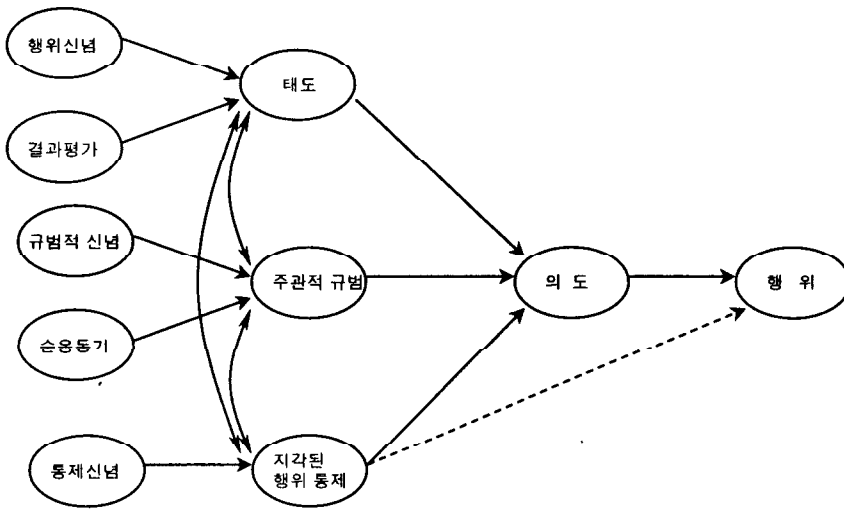 행위신념
태도
결과평가
규범적 신념
주관적 규범
의 도
행 위
순응동기
통제신념
지각된
행위 통제